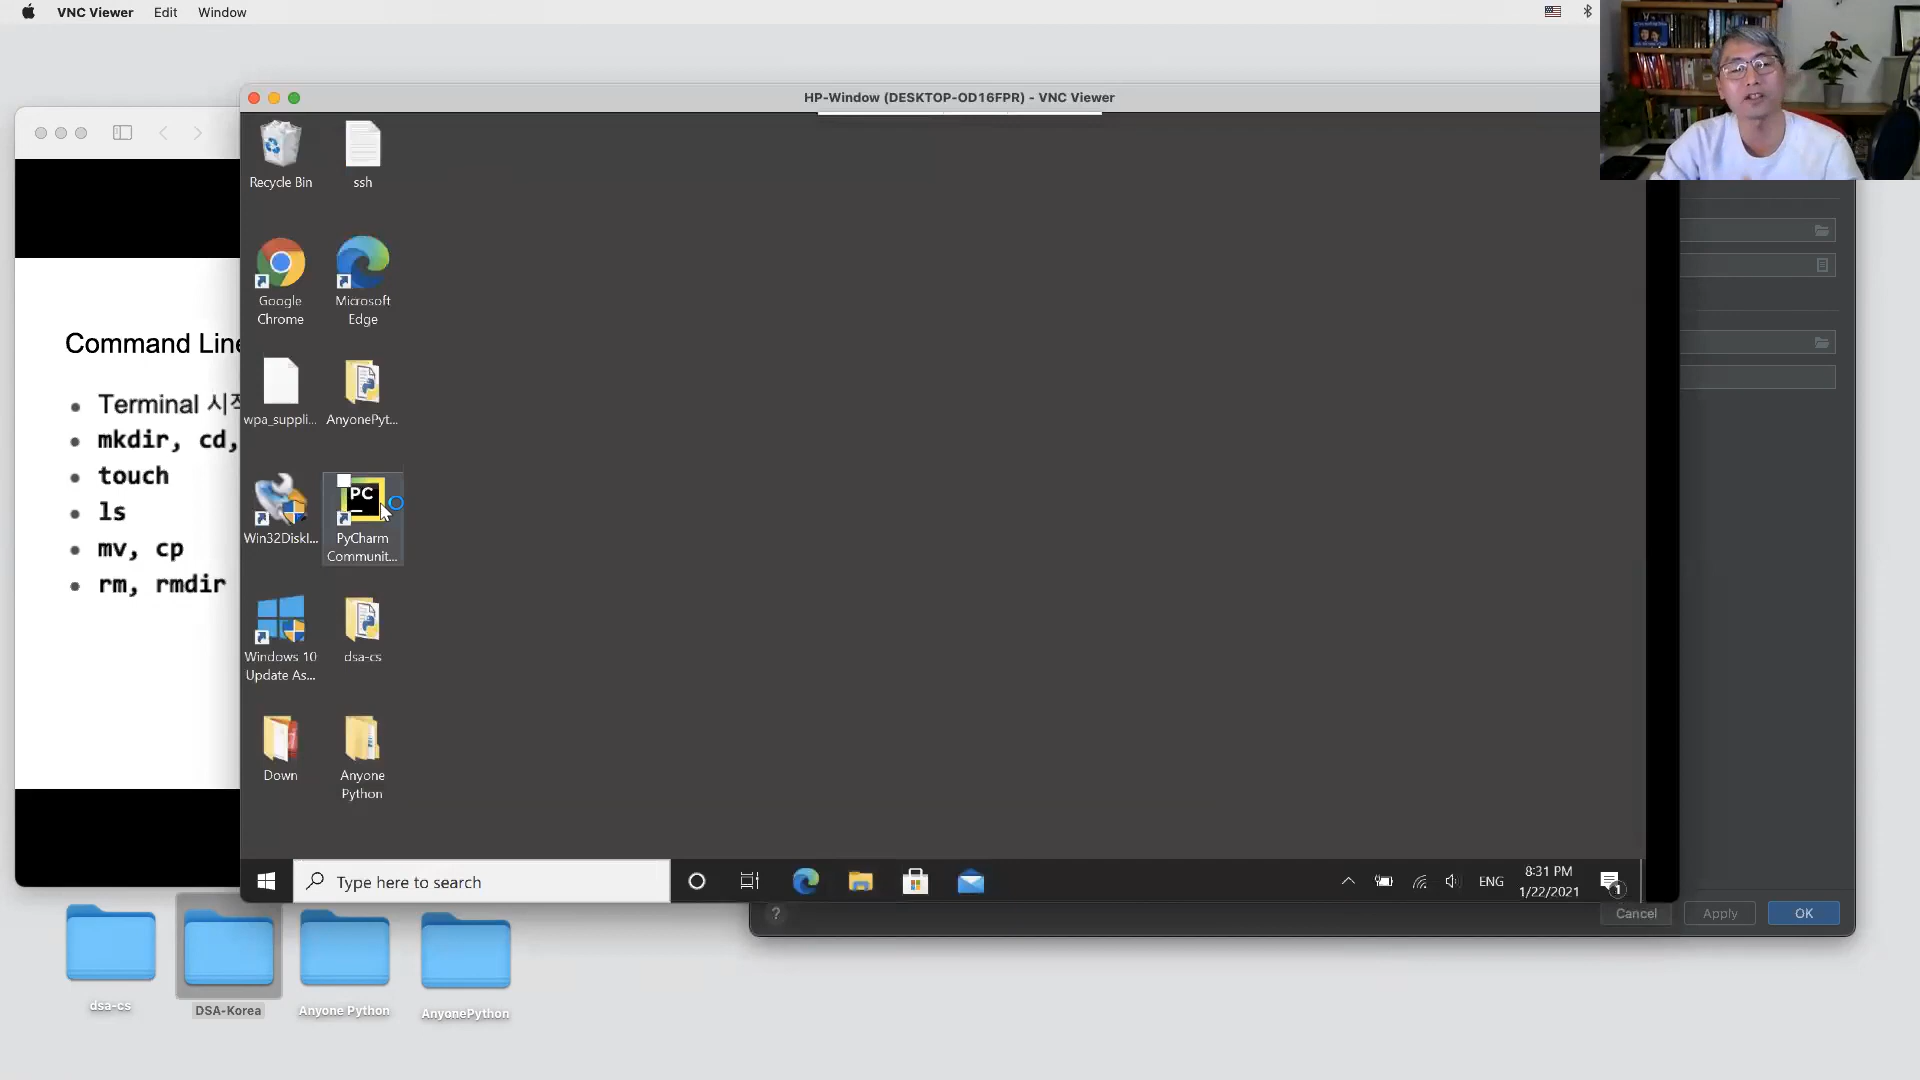 VNC Viewer Edit Window
HP-Window (DESKTOP-OD16FPR) - VNC Viewer
Recycle Bin
ssh
Google
Chrome
Microsoft
Edge
wpa_suppli...
AnyonePyt...
Win32DiskI...
PC
PyCharm
Communit...
Windows 10
Update As...
dsa-cs
Down
Anyone
Python
Command Line
Terminal
mkdir, cd,
touch
ls
mv, cp
rm, rmdir
Type here to search
ENG
8:31 PM
1/22/2021
1
?
Cancel
Apply
OK
dsa-cs
DSA-Korea
Anyone Python
AnyonePython